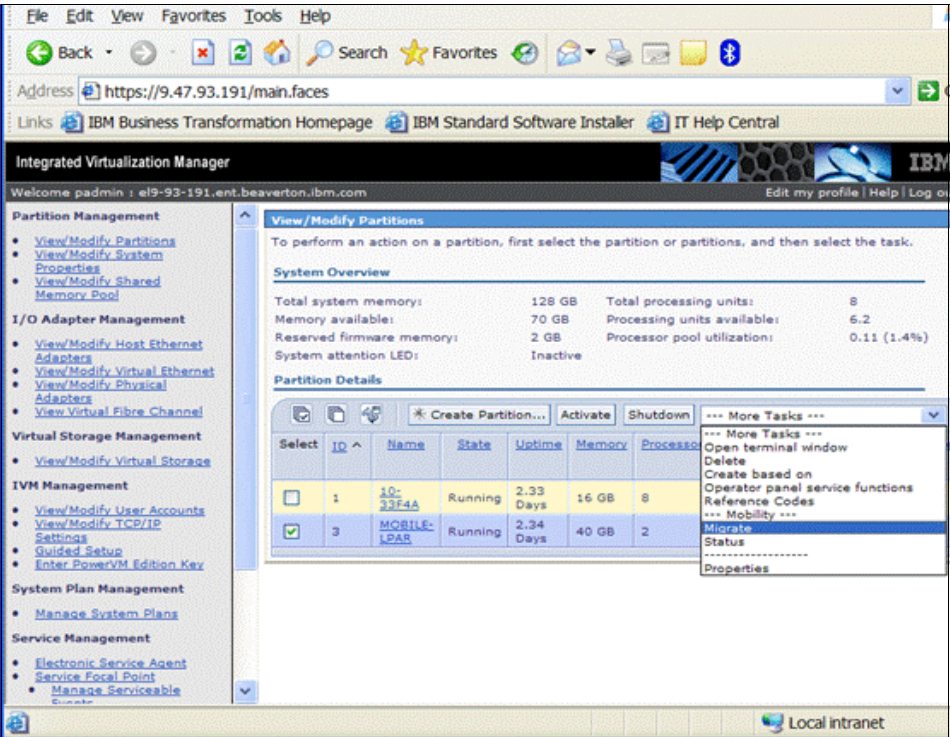 File Edit View Favorites Tools Help
Back Search Favorites
Address https://9.47.93.191/main.faces
Links IBM Business Transformation Homepage IBM Standard Software Installer IT Help Central
Integrated Virtualization Manager
IBM
Welcome padmin : el9-93-191.ent.beaverton.ibm.com
Edit my profile | Help | Log ou
Partition Management
View/Modify Partitions
View/Modify System
Properties
View/Modify Shared
Memory Pool
I/O Adapter Management
View/Modify Host Ethernet
Adapters
View/Modify Virtual Ethernet
View/Modify Physical
Adapters
View Virtual Fibre Channel
Virtual Storage Management
View/Modify Virtual Storage
IVM Management
View/Modify User Accounts
View/Modify TCP/IP
Settings
Guided Setup
Enter PowerVM Edition Key
System Plan Management
Manage System Plans
Service Management
Electronic Service Agent
Service Focal Point
Manage Serviceable
Events
View/Modify Partitions
To perform an action on a partition, first select the partition or partitions, and then select the task.
System Overview
Total system memory: 128 GB Total processing units: 8
Memory available: 70 GB Processing units available: 6.2
Reserved firmware memory: 2 GB Processor pool utilization: 0.11 (1.4%)
System attention LED: Inactive
Partition Details
Create Partition... Activate Shutdown --- More Tasks ---
Select ID ^ Name State Uptime Memory Processor
1 10-33F4A Running 2.33 Days 16 GB 8
3 MOBILE-LPAR Running 2.34 Days 40 GB 2
--- More Tasks ---
Open terminal window
Delete
Create based on
Operator panel service functions
Reference Codes
--- Mobility ---
Migrate
Status
------------------
Properties
Local intranet